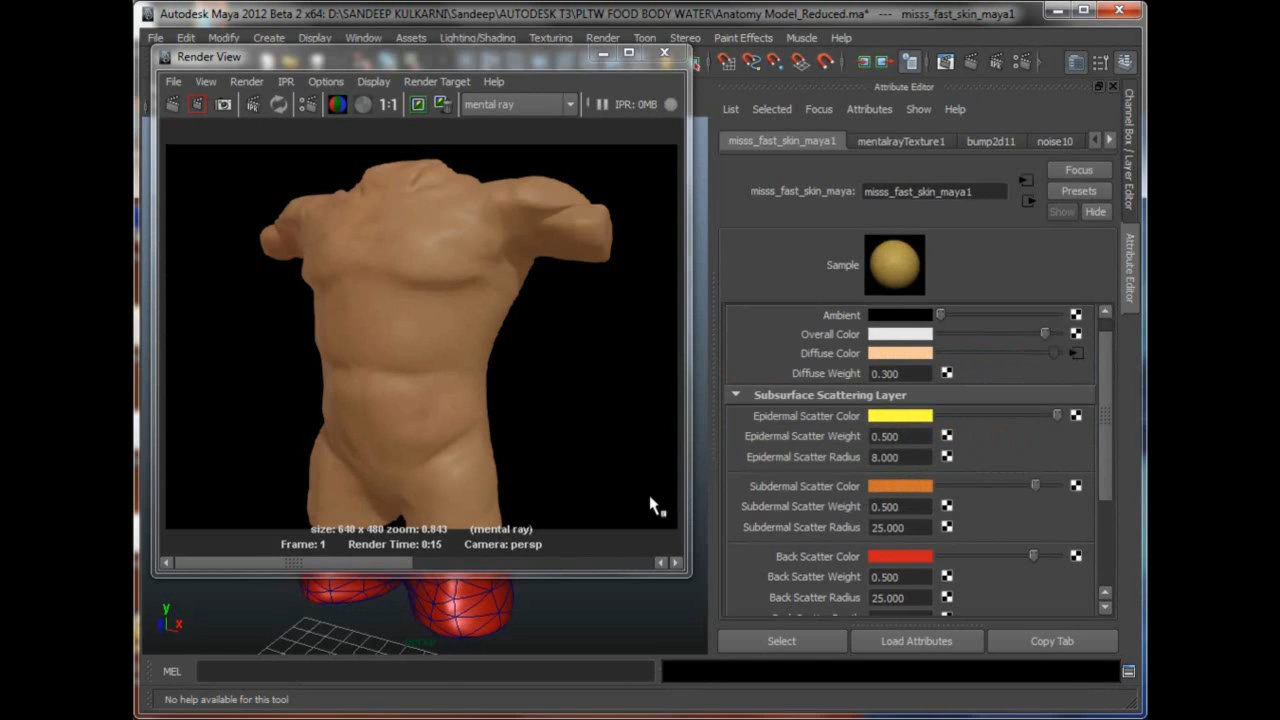 Autodesk Maya 2012 Beta 2 x64: D:\SANDEEP KULKARNI\Sandeep\AUTODESK T3\PLTW FOOD BODY WATER\Anatomy Model_Reduced.ma* --- misss_fast_skin_maya1
File Edit Modify Create Display Window Assets Lighting/Shading Texturing Render Toon Stereo Paint Effects Muscle Help
Render View
File View Render IPR Options Display Render Target Help
1:1 mental ray IPR: 0MB
size: 640 x 480 zoom: 0.843 (mental ray)
Frame: 1 Render Time: 0:15 Camera: persp
y
z x
Attribute Editor
List Selected Focus Attributes Show Help
misss_fast_skin_maya1 mentalrayTexture1 bump2d11 noise10
Focus
misss_fast_skin_maya: misss_fast_skin_maya1 Presets
Show Hide
Sample
Ambient
Overall Color
Diffuse Color
Diffuse Weight 0.300
Subsurface Scattering Layer
Epidermal Scatter Color
Epidermal Scatter Weight 0.500
Epidermal Scatter Radius 8.000
Subdermal Scatter Color
Subdermal Scatter Weight 0.500
Subdermal Scatter Radius 25.000
Back Scatter Color
Back Scatter Weight 0.500
Back Scatter Radius 25.000
Select Load Attributes Copy Tab
Channel Box / Layer Editor
Attribute Editor
MEL
No help available for this tool